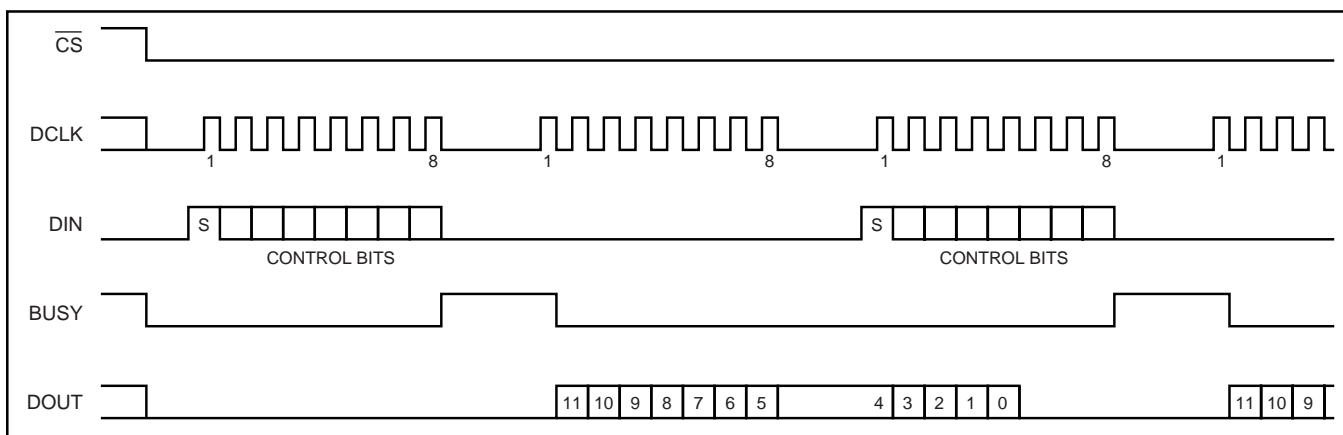 CS
DCLK
1 8 1 8 1 8 1
DIN
S S
CONTROL BITS CONTROL BITS
BUSY
DOUT
11 10 9 8 7 6 5 4 3 2 1 0 11 10 9